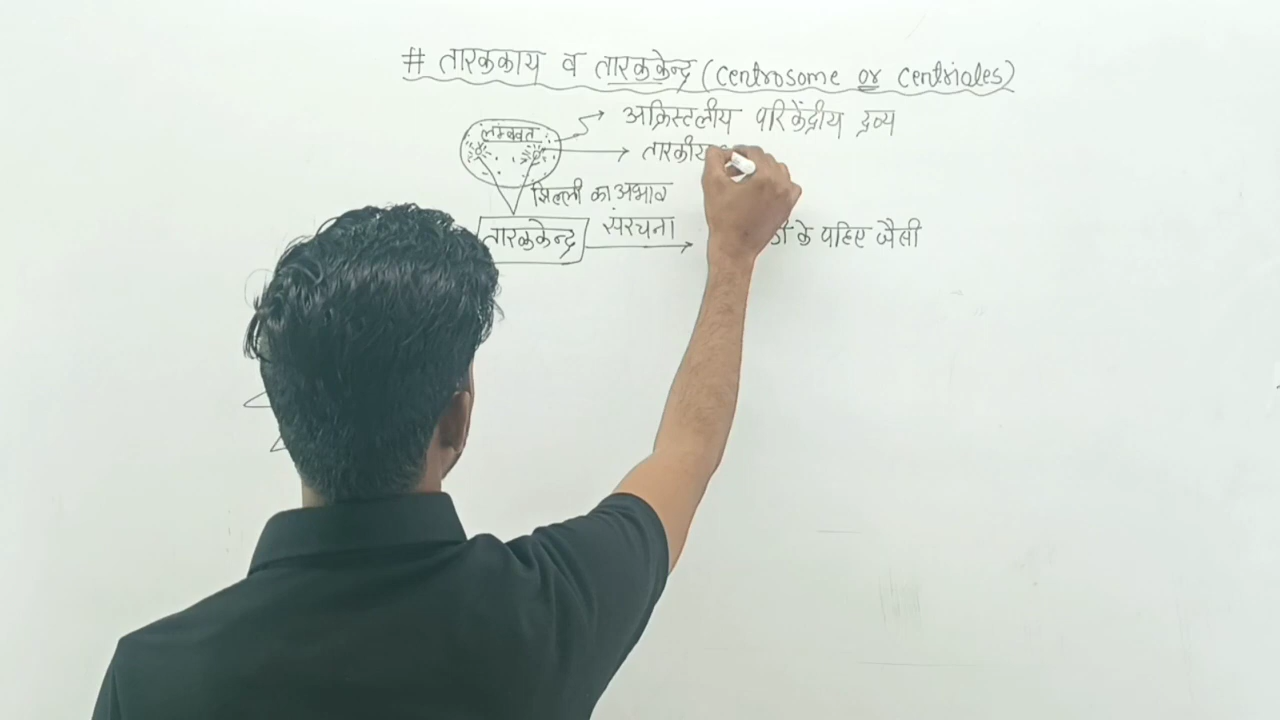 # तारककाय व तारककेन्द्र (Centrosome or Centrioles)
लम्बवत
अक्रिस्टलीय परिकेंद्रीय द्रव्य
तारकीय
झिल्ली का अभाव
तारककेन्द्र संरचना
के पहिए जैसी